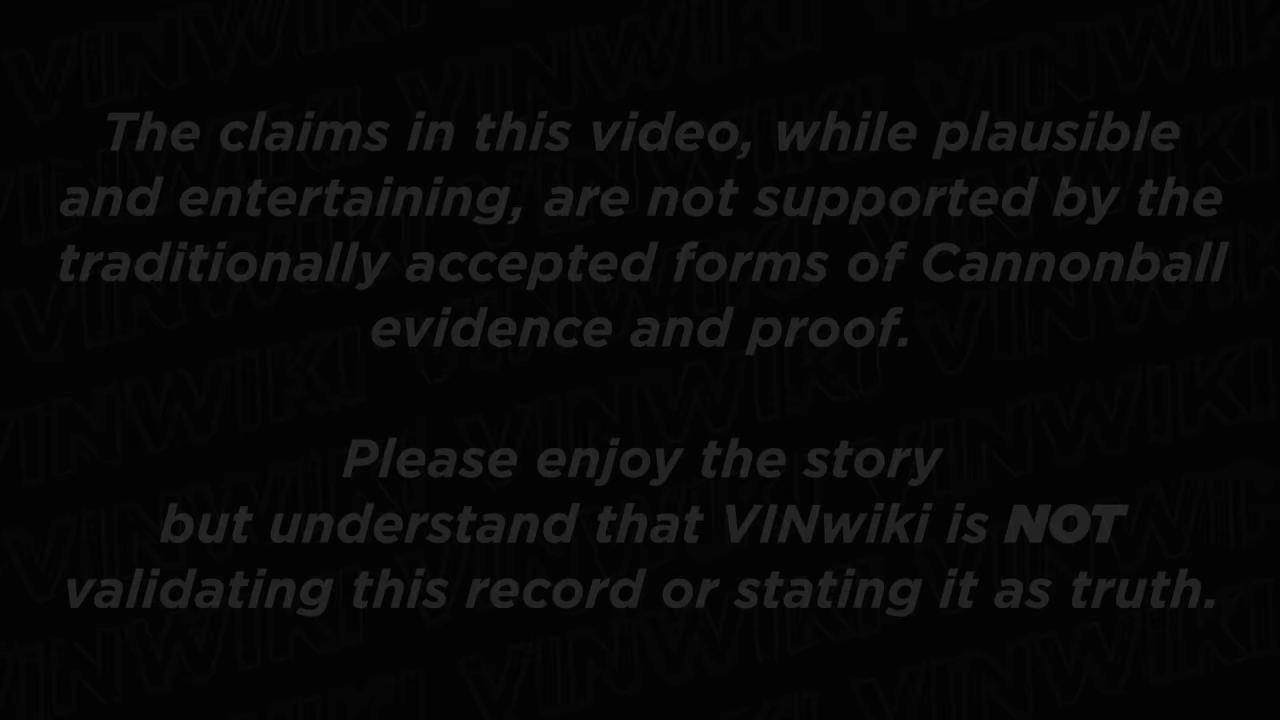 The claims in this video, while plausible
and entertaining, are not supported by the
traditionally accepted forms of Cannonball
evidence and proof.
Please enjoy the story
but understand that VINwiki is NOT
validating this record or stating it as truth.